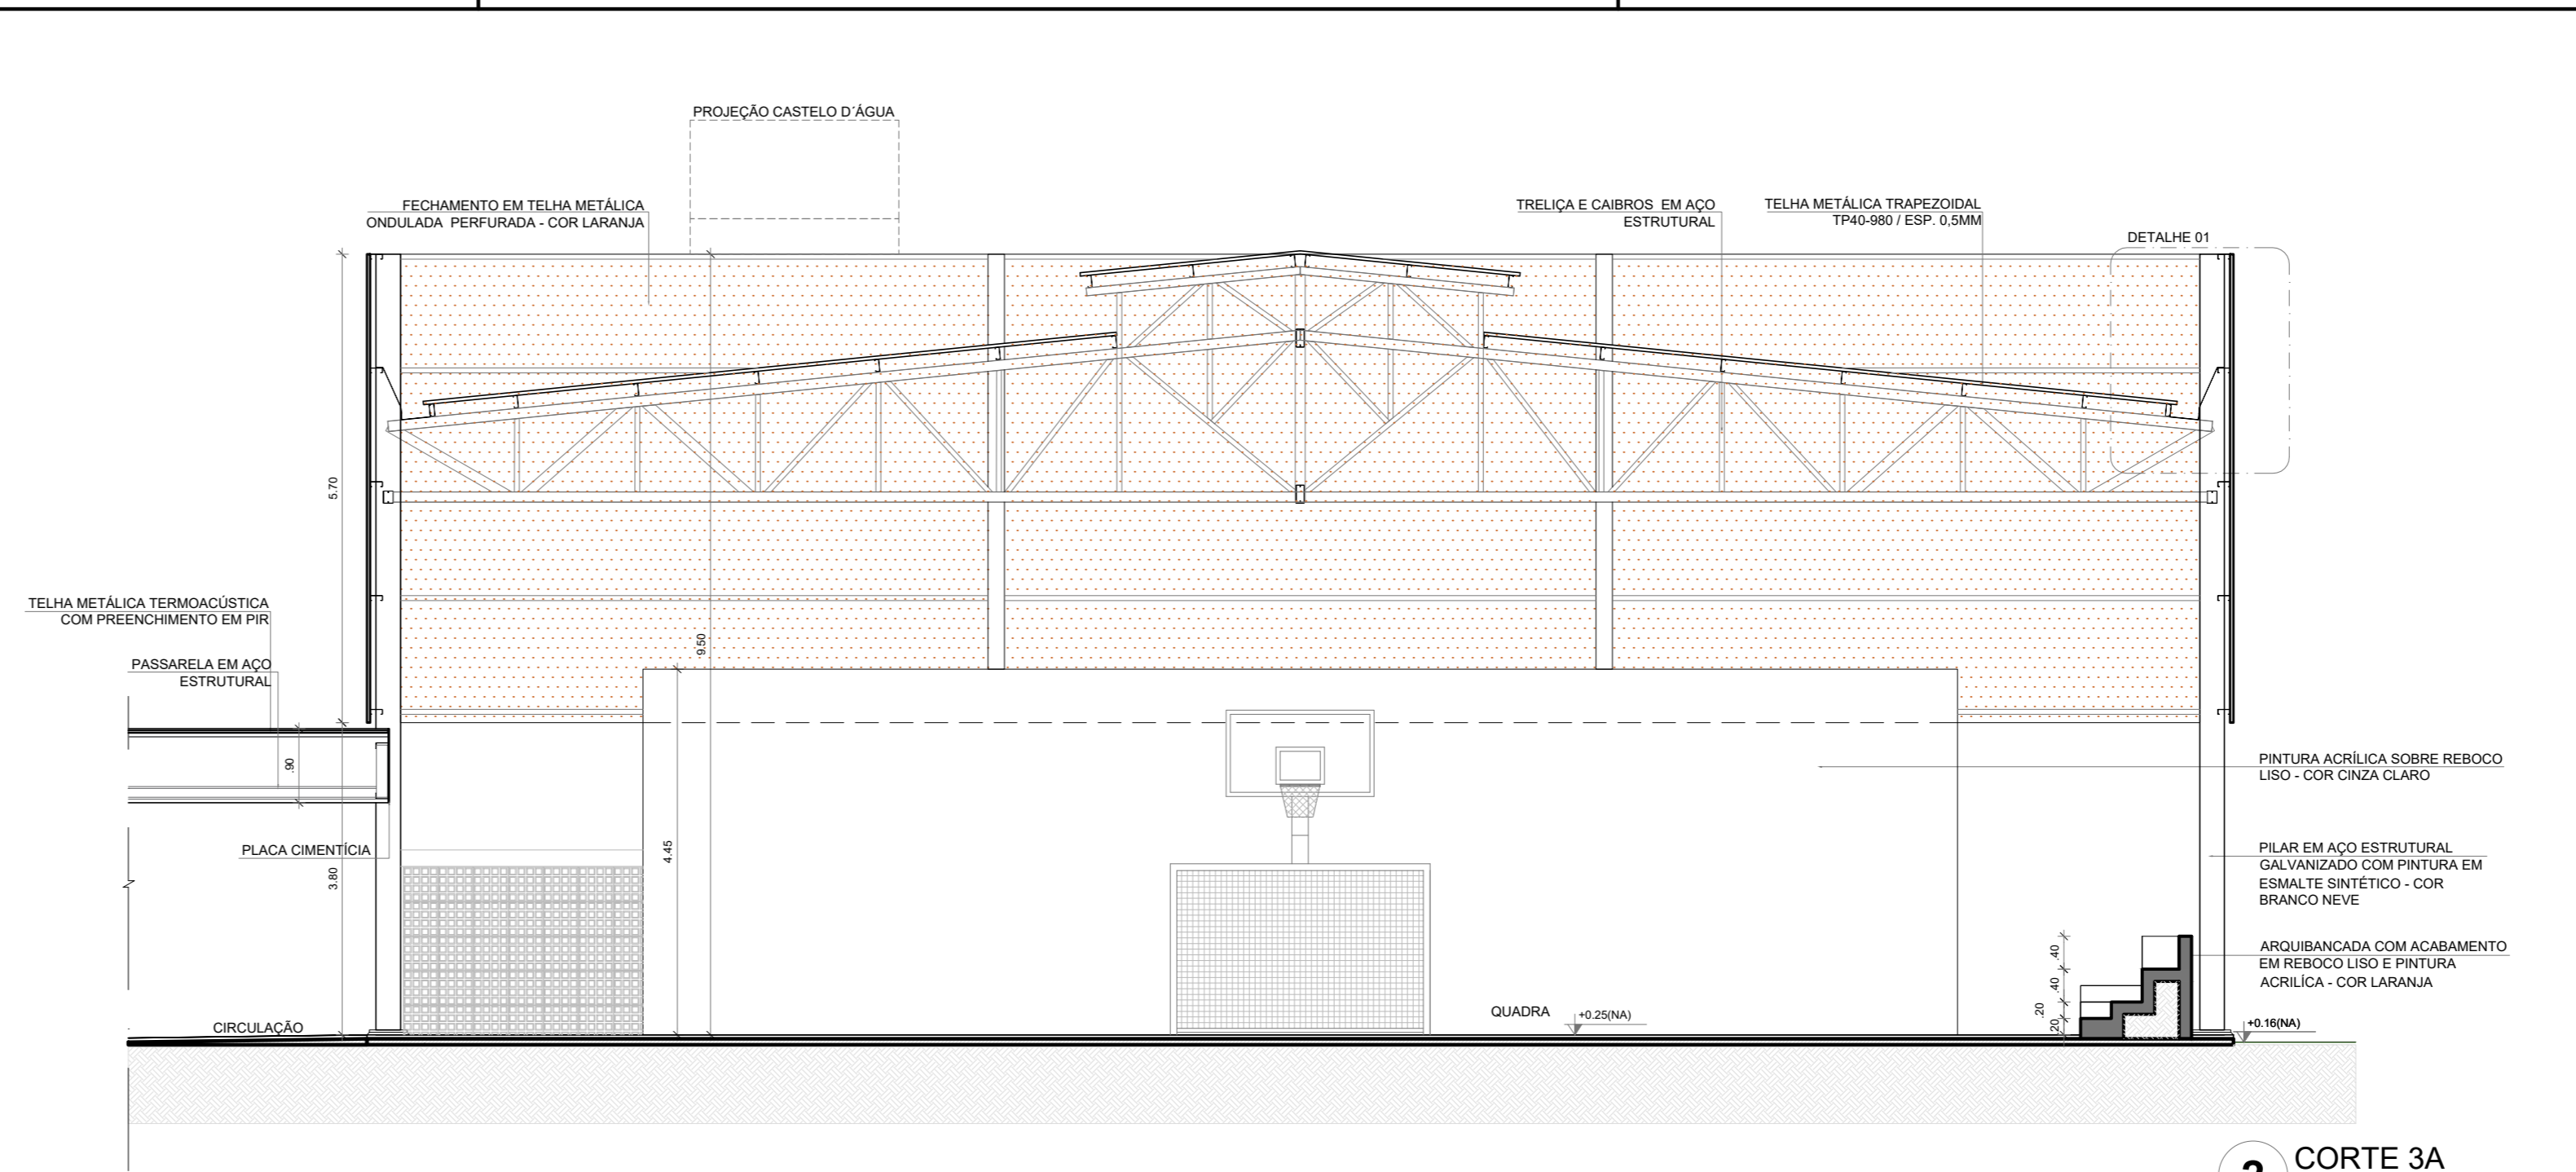 PROJEÇÃO CASTELO D´ÁGUA
FECHAMENTO EM TELHA METÁLICA
ONDULADA PERFURADA - COR LARANJA
TRELIÇA E CAIBROS EM AÇO
ESTRUTURAL
TELHA METÁLICA TRAPEZOIDAL
TP40-980 / ESP. 0,5MM
DETALHE 01
5.70
TELHA METÁLICA TERMOACÚSTICA
COM PREENCHIMENTO EM PIR
PASSARELA EM AÇO
ESTRUTURAL
9.50
.90
PLACA CIMENTÍCIA
3.80
4.45
PINTURA ACRÍLICA SOBRE REBOCO
LISO - COR CINZA CLARO
PILAR EM AÇO ESTRUTURAL
GALVANIZADO COM PINTURA EM
ESMALTE SINTÉTICO - COR
BRANCO NEVE
ARQUIBANCADA COM ACABAMENTO
EM REBOCO LISO E PINTURA
ACRILÍCA - COR LARANJA
.40
.40
.20
.20
QUADRA
+0.25(NA)
+0.16(NA)
CIRCULAÇÃO
CORTE 3A